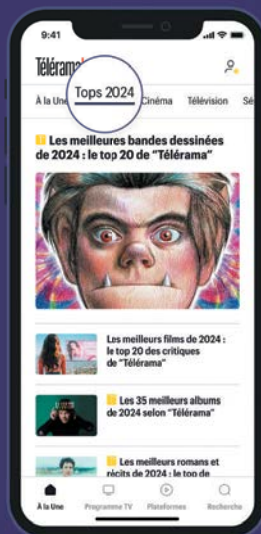 9:41
Télérama
À la Une Tops 2024 Cinéma Télévision Sé
Les meilleures bandes dessinées
de 2024 : le top 20 de “Télérama”
Les meilleurs films de 2024 :
le top 20 des critiques
de “Télérama”
Les 35 meilleurs albums
de 2024 selon “Télérama”
Les meilleurs romans et
récits de 2024 : le top de
À la Une Programme TV Plateformes Recherche